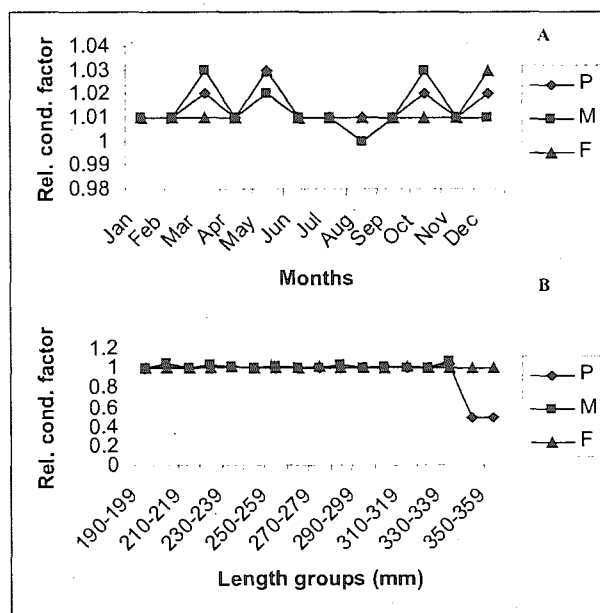 A
Rel. cond. factor
1.04
1.03
1.02
1.01
1
0.99
0.98
Jan
Feb
Mar
Apr
May
Jun
Jul
Aug
Sep
Oct
Nov
Dec
Months
P
M
F
B
Rel. cond. factor
1.2
1
0.8
0.6
0.4
0.2
0
190-199
210-219
230-239
250-259
270-279
290-299
310-319
330-339
350-359
Length groups (mm)
P
M
F